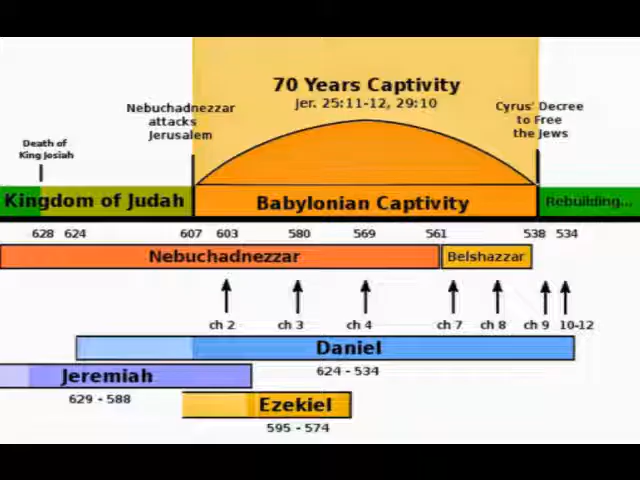 70 Years Captivity
Jer. 25:11-12, 29:10
Nebuchadnezzar
attacks
Jerusalem
Cyrus' Decree
to Free
the Jews
Death of
King Josiah
Kingdom of Judah
Babylonian Captivity
Rebuilding...
628 624 607 603 580 569 561 538 534
Nebuchadnezzar
Belshazzar
ch 2 ch 3 ch 4 ch 7 ch 8 ch 9 10-12
Daniel
624 - 534
Jeremiah
629 - 588
Ezekiel
595 - 574